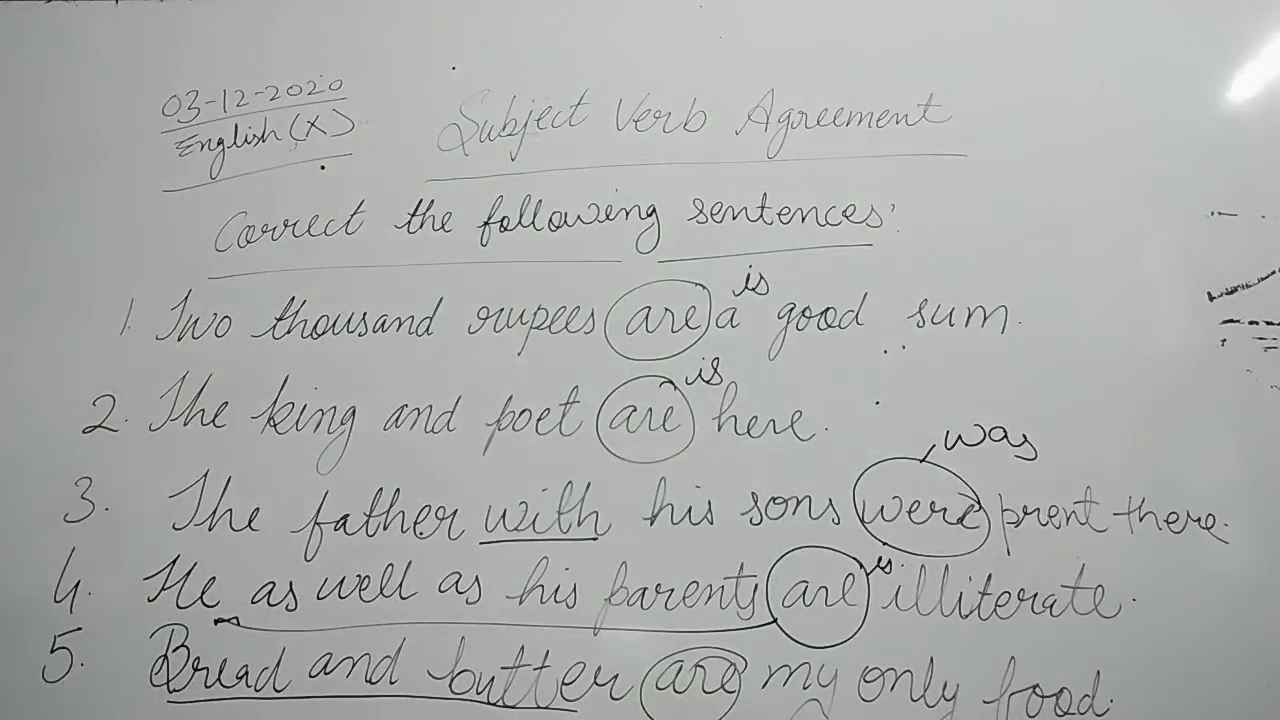 03-12-2020
English (X)
Subject Verb Agreement
Correct the following sentences:
is
1. Two thousand rupees are a good sum.
is
2. The king and poet are here.
was
3. The father with his sons were prent there.
is
4. He as well as his parents are illiterate.
5. Bread and butter are my only food.